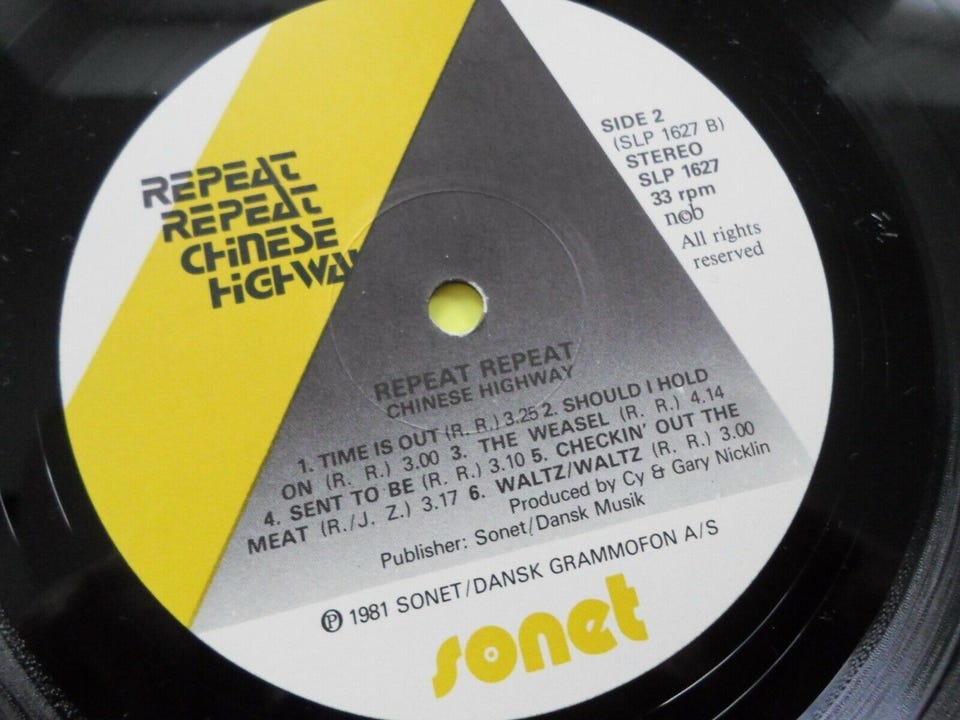 REPEAT
REPEAT
CHINESE
HIGHWAY
SIDE 2
(SLP 1627 B)
STEREO
SLP 1627
33 rpm
n©b
All rights
reserved
REPEAT REPEAT
CHINESE HIGHWAY
1. TIME IS OUT (R. R.) 3.25 2. SHOULD I HOLD
ON (R. R.) 3.00 3. THE WEASEL (R. R.) 4.14
4. SENT TO BE (R. R.) 3.10 5. CHECKIN' OUT THE
MEAT (R./J. Z.) 3.17 6. WALTZ/WALTZ (R. R.) 3.00
Produced by Cy & Gary Nicklin
Publisher: Sonet/Dansk Musik
℗ 1981 SONET/DANSK GRAMMOFON A/S
sonet